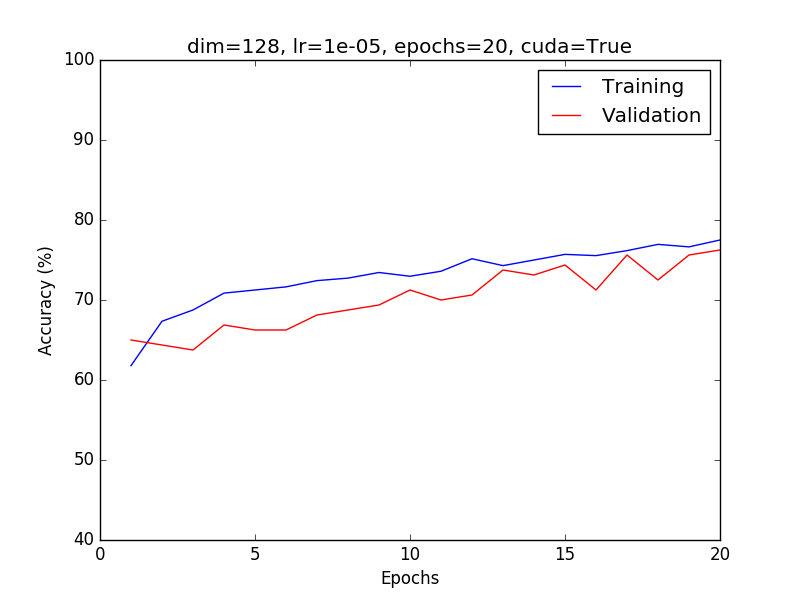 dim=128, lr=1e-05, epochs=20, cuda=True
100
90
80
70
60
50
40
Accuracy (%)
Training
Validation
0 5 10 15 20
Epochs